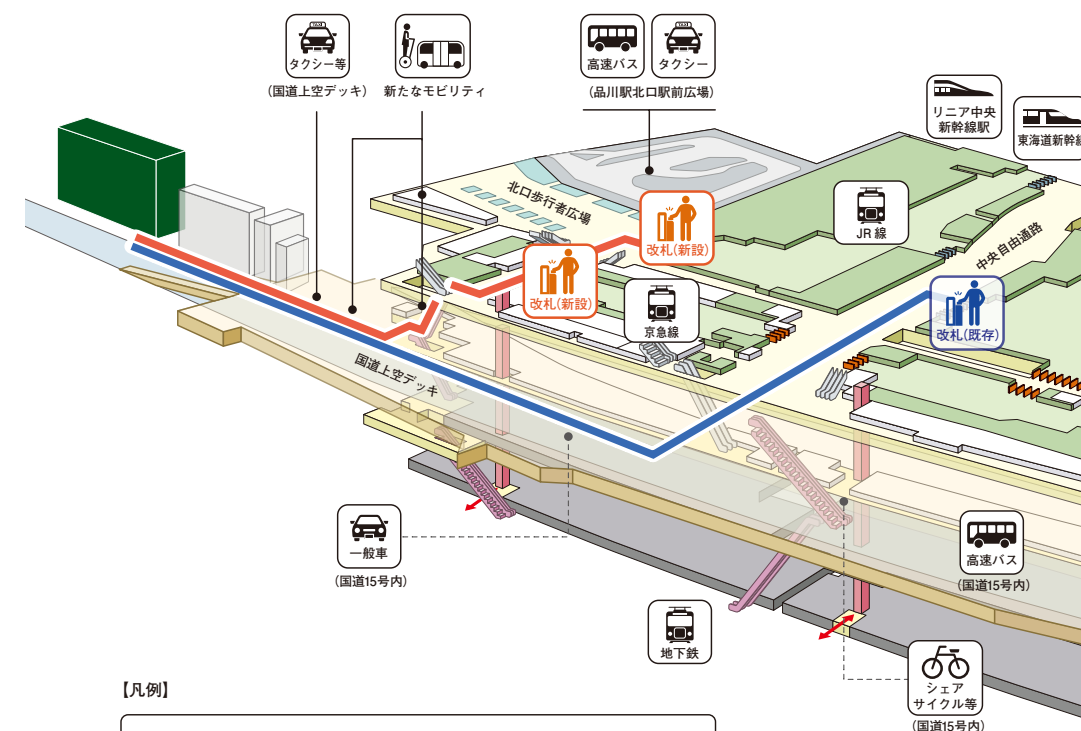 TAXI
タクシー等
(国道上空デッキ)
新たなモビリティ
高速バス
TAXI
タクシー
(品川駅北口駅前広場)
リニア中央
新幹線駅
東海道新幹線
北口歩行者広場
JR線
中央自由通路
改札(新設)
改札(新設)
京急線
改札(既存)
国道上空デッキ
一般車
(国道15号内)
高速バス
(国道15号内)
地下鉄
シェア
サイクル等
(国道15号内)
【凡例】